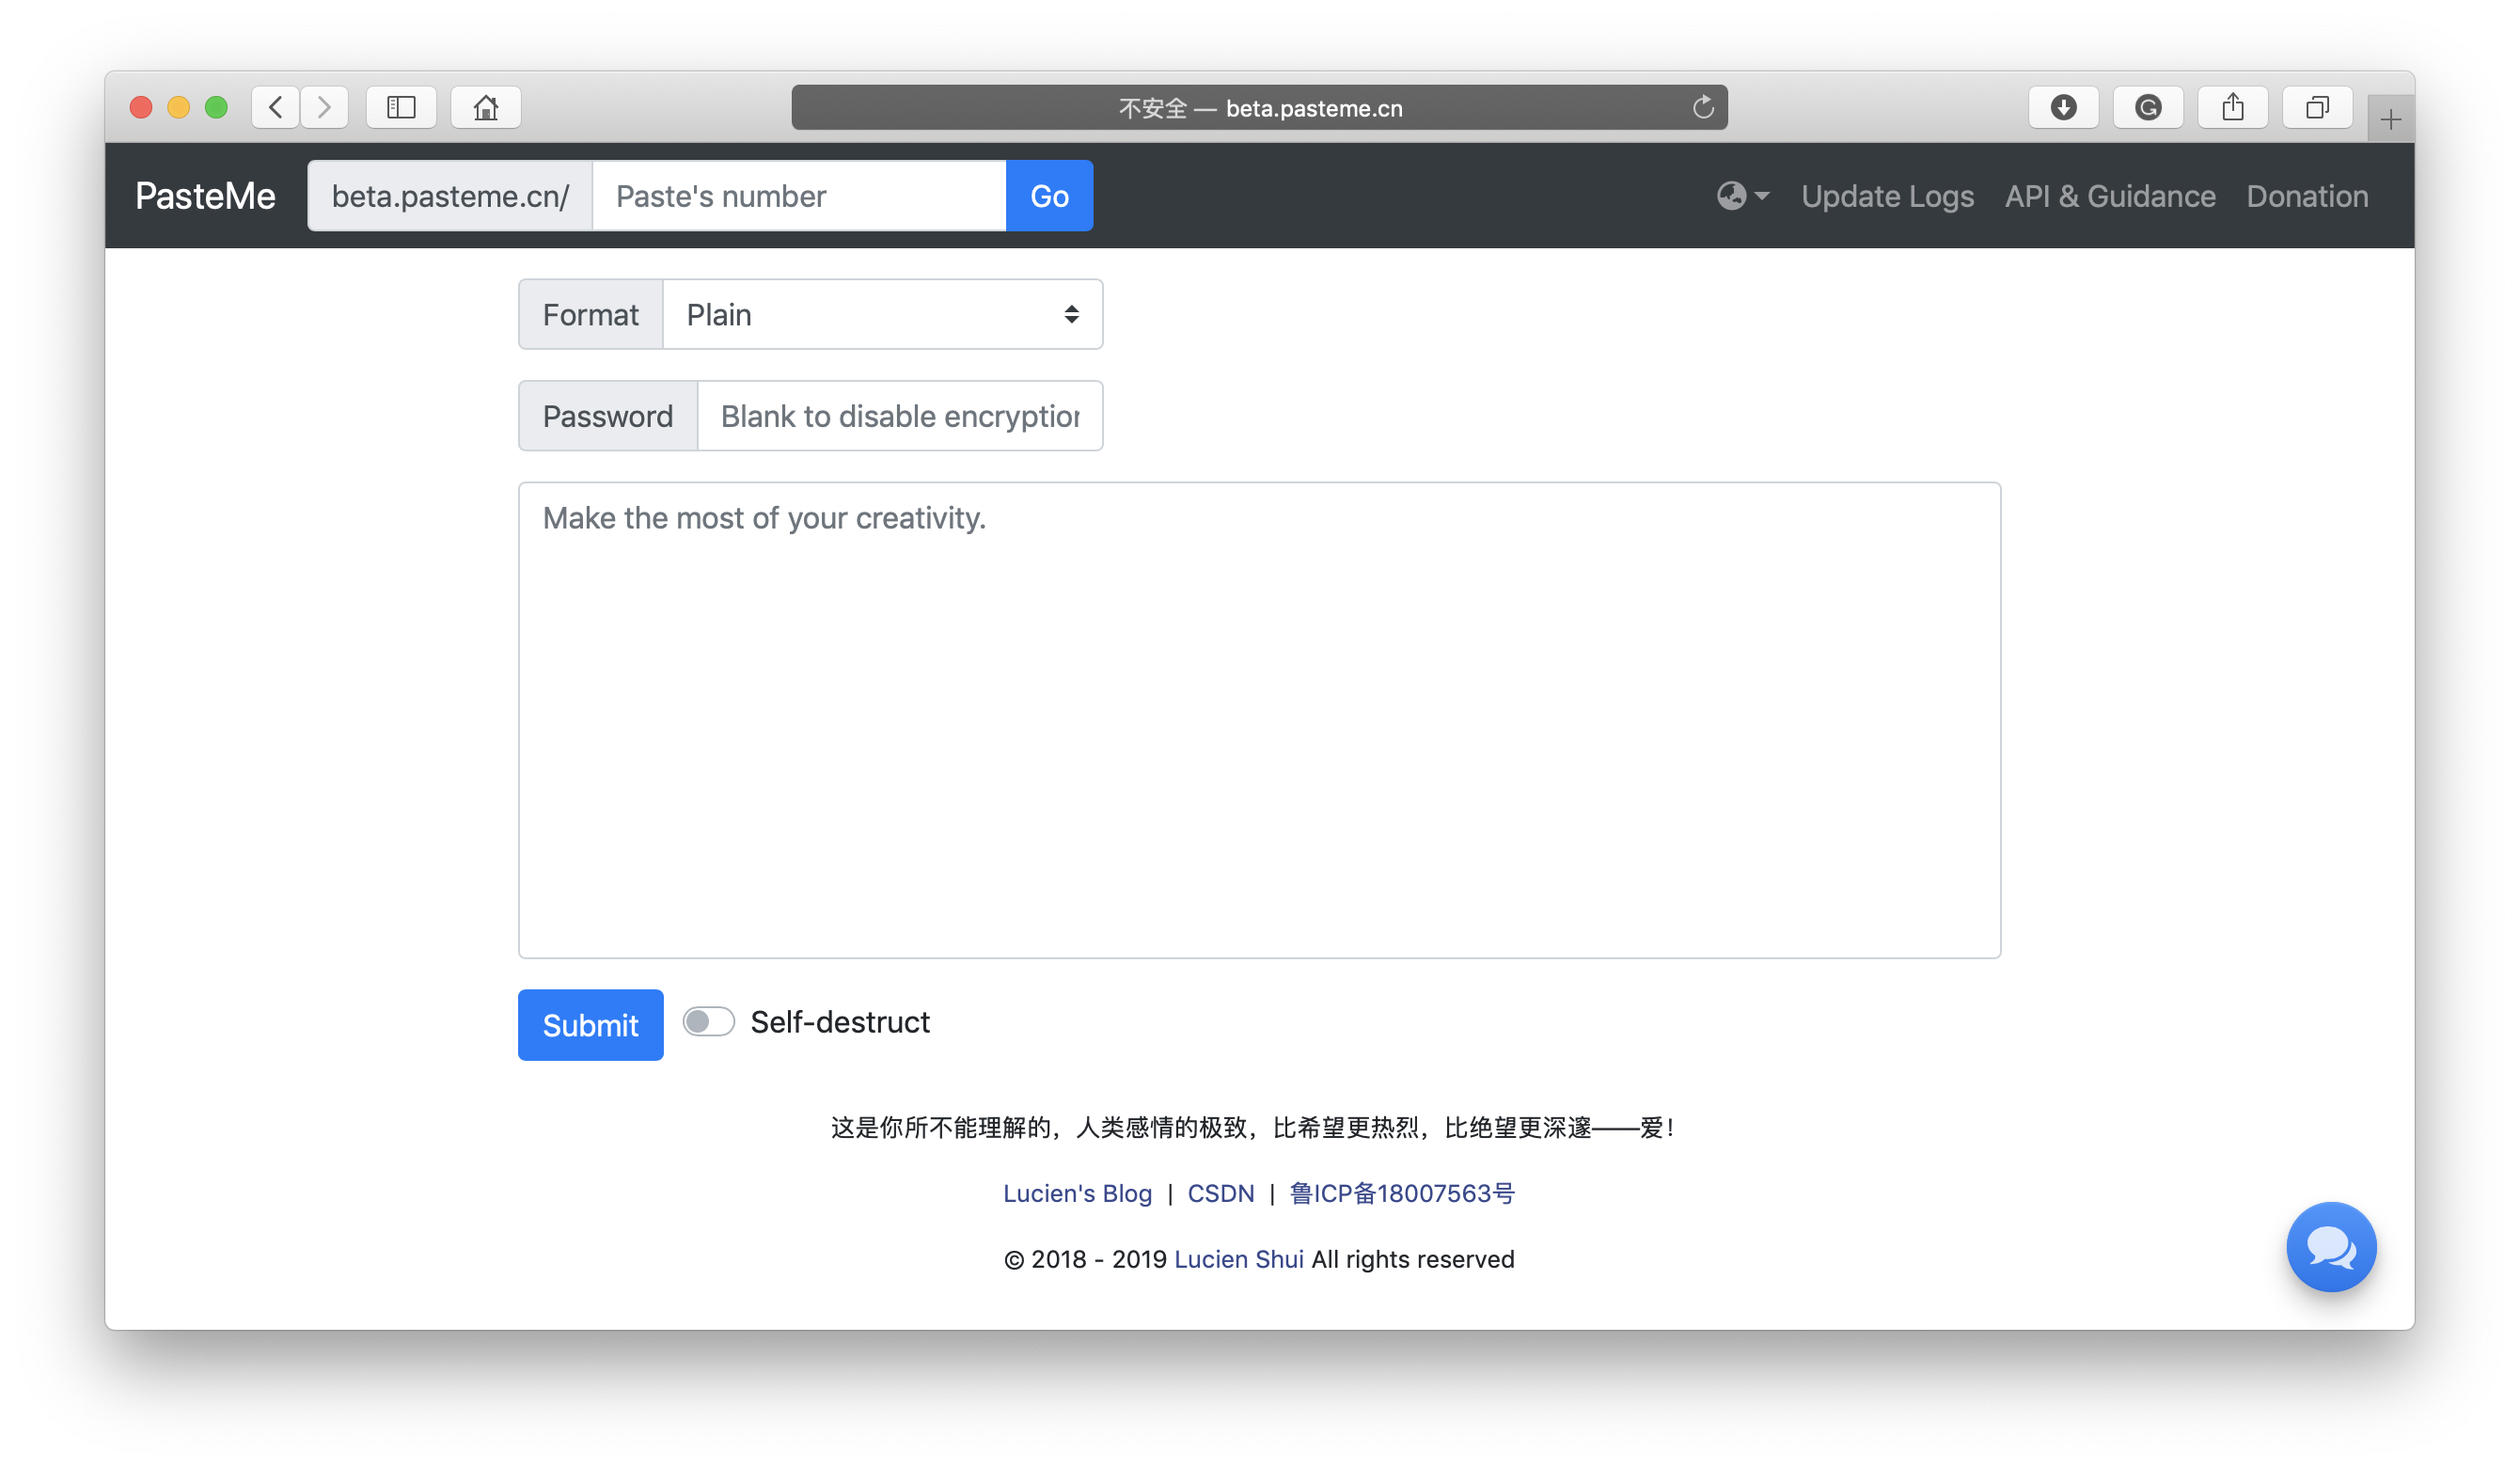 不安全 — beta.pasteme.cn
PasteMe beta.pasteme.cn/ Paste's number Go Update Logs API & Guidance Donation
Format Plain
Password Blank to disable encryption
Make the most of your creativity.
Submit Self-destruct
这是你所不能理解的，人类感情的极致，比希望更热烈，比绝望更深邃——爱！
Lucien's Blog | CSDN | 鲁ICP备18007563号
© 2018 - 2019 Lucien Shui All rights reserved